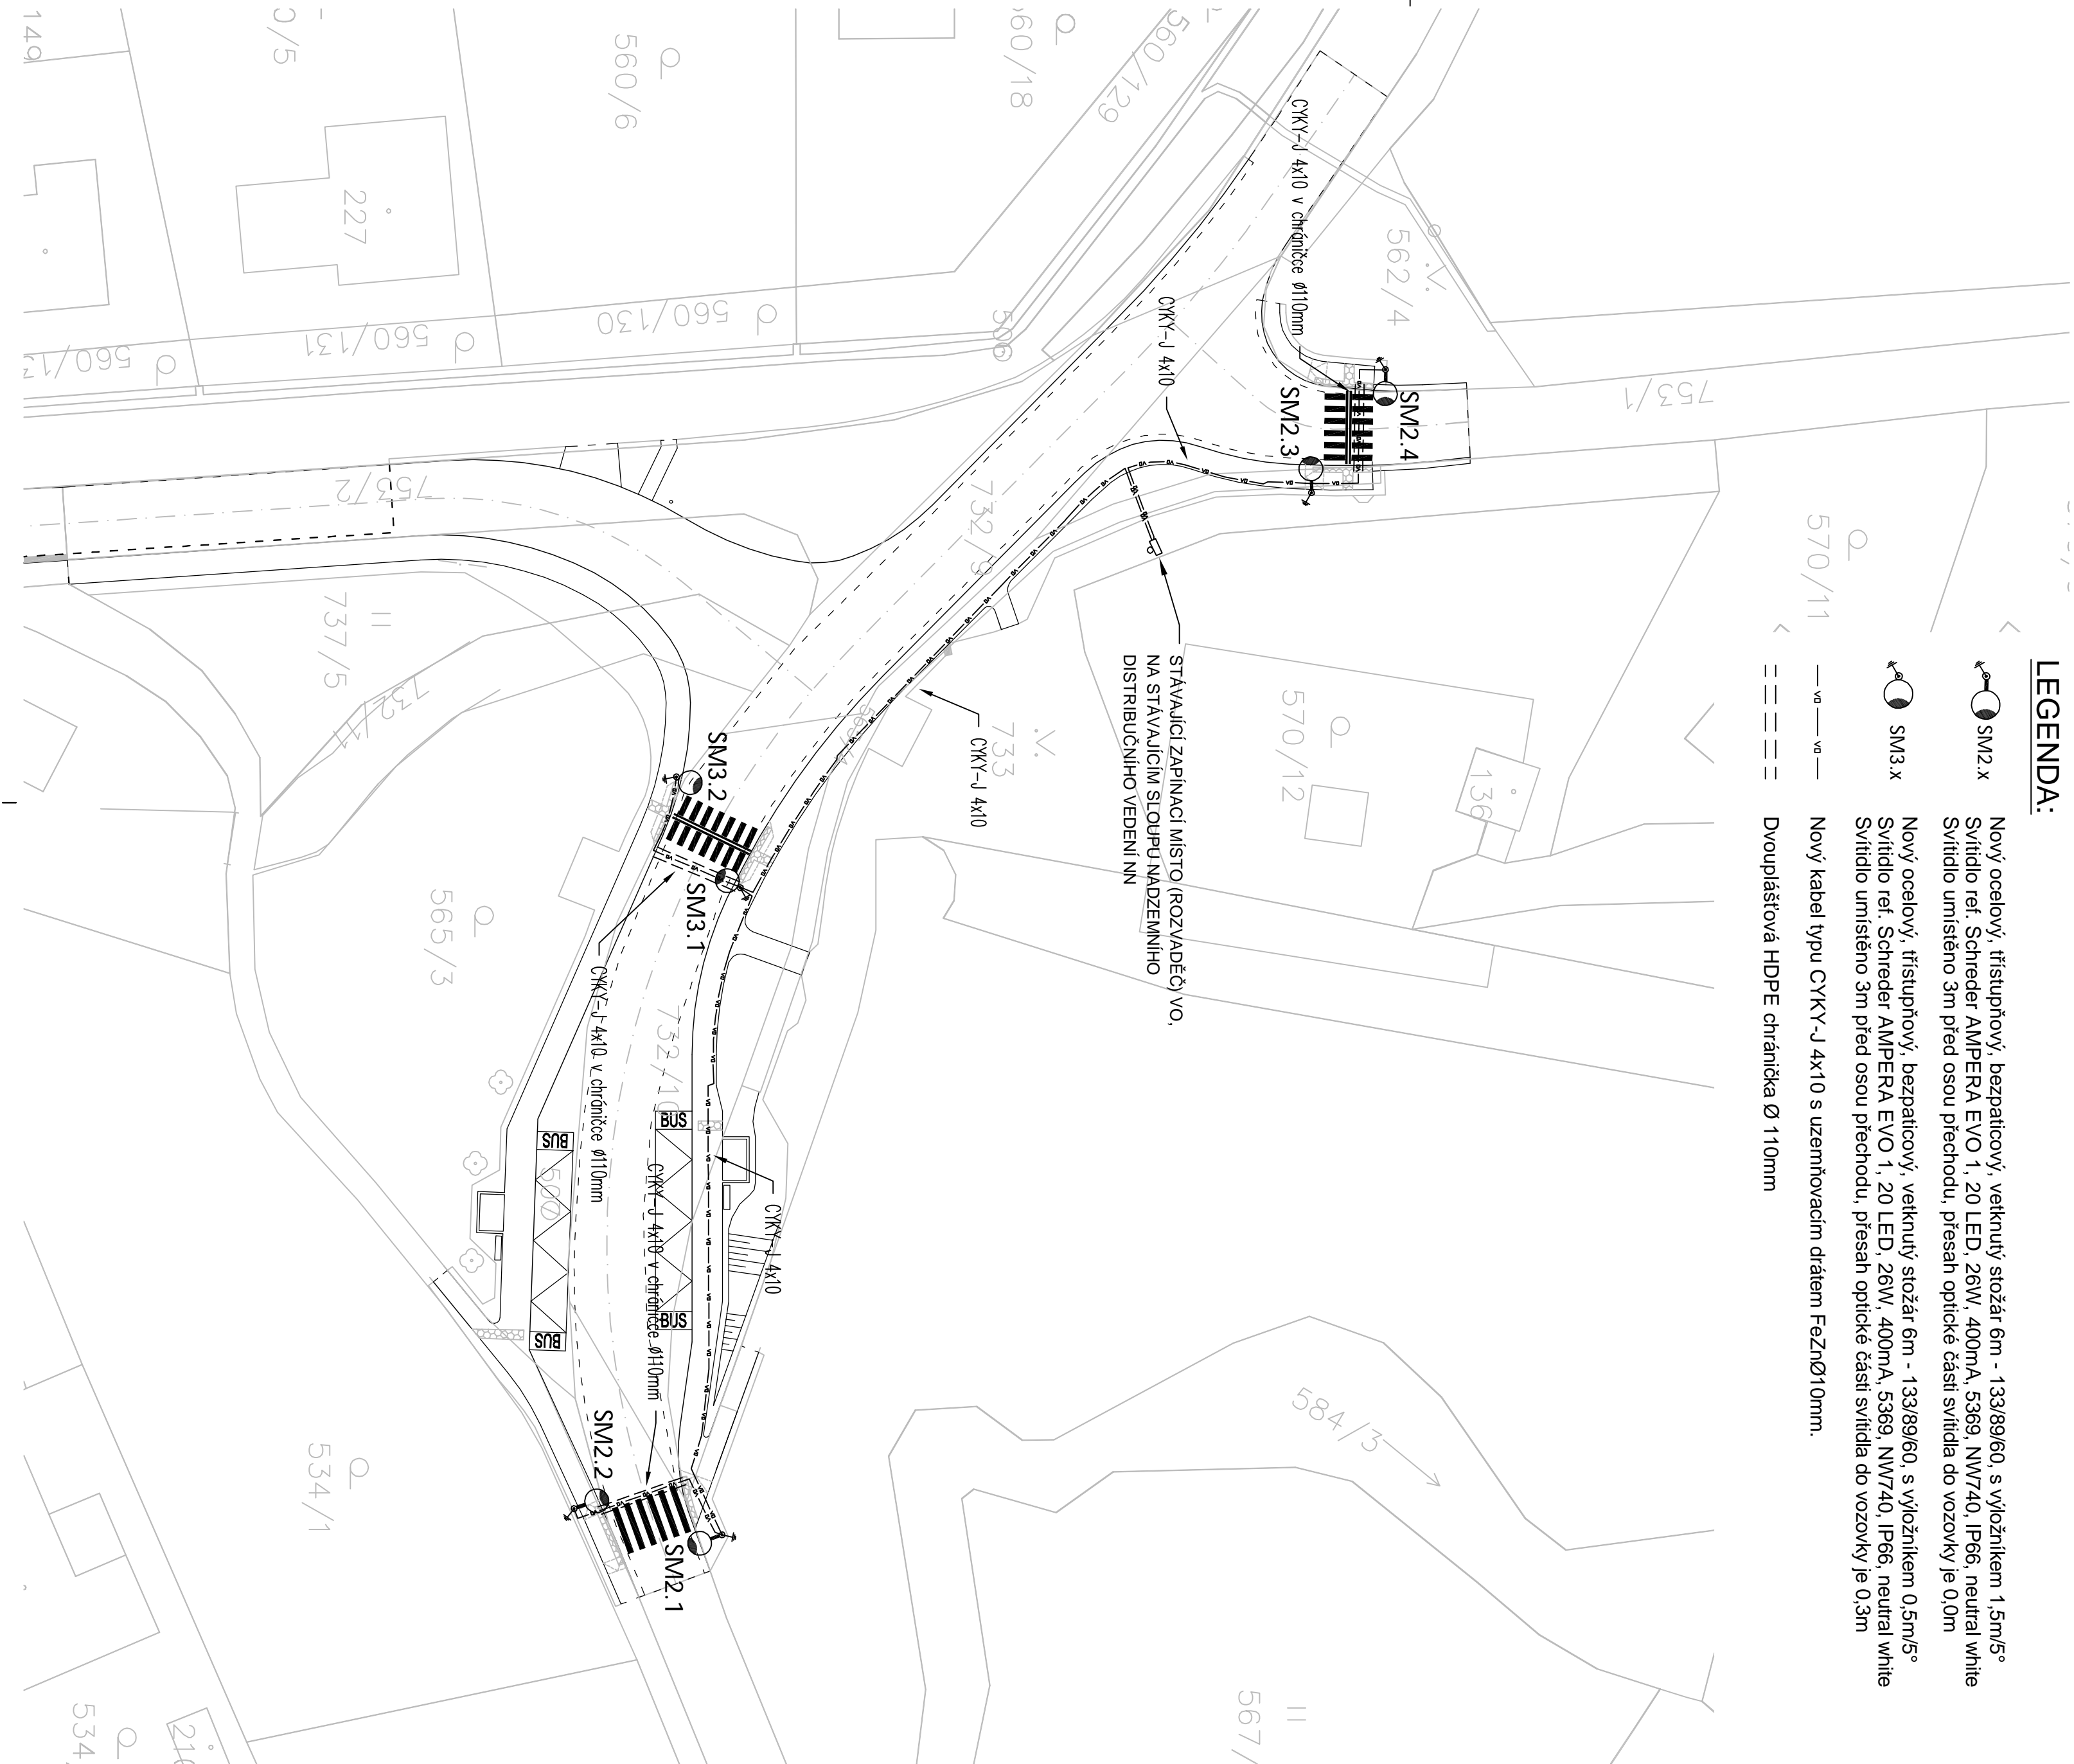 LEGENDA:
SM2.x
Nový ocelový, třístupňový, bezpaticový, vetknutý stožár 6m - 133/89/60, s výložníkem 1,5m/5°
Svítidlo ref. Schreder AMPERA EVO 1, 20 LED, 26W, 400mA, 5369, NW740, IP66, neutral white
Svítidlo umístěno 3m před osou přechodu, přesah optické části svítidla do vozovky je 0,0m
SM3.x
Nový ocelový, třístupňový, bezpaticový, vetknutý stožár 6m - 133/89/60, s výložníkem 0,5m/5°
Svítidlo ref. Schreder AMPERA EVO 1, 20 LED, 26W, 400mA, 5369, NW740, IP66, neutral white
Svítidlo umístěno 3m před osou přechodu, přesah optické části svítidla do vozovky je 0,3m
Nový kabel typu CYKY-J 4x10 s uzemňovacím drátem FeZnØ10mm.
Dvouplášťová HDPE chránička Ø 110mm
CYKY-J 4x10 v chráničce Ø110mm
CYKY-J 4x10
SM2.4
SM2.3
STÁVAJÍCÍ ZAPÍNACÍ MÍSTO (ROZVADĚČ) VO,
NA STÁVAJÍCÍM SLOUPU NADZEMNÍHO
DISTRIBUČNÍHO VEDENÍ NN
CYKY-J 4x10
SM3.2
SM3.1
CYKY-J 4x10 v chráničce Ø110mm
CYKY-J 4x10
CYKY-J 4x10 v chráničce Ø110mm
BUS
BUS
BUS
BUS
SM2.2
SM2.1
149
0/5
560/6
60/18
560/129
227
560/130
560/131
560/13
506
562/4
753/1
753/2
732/9
570/11
570/12
136
733
737/5
732/11
565/3
732/10
500
584/3
534/1
534
216
567/